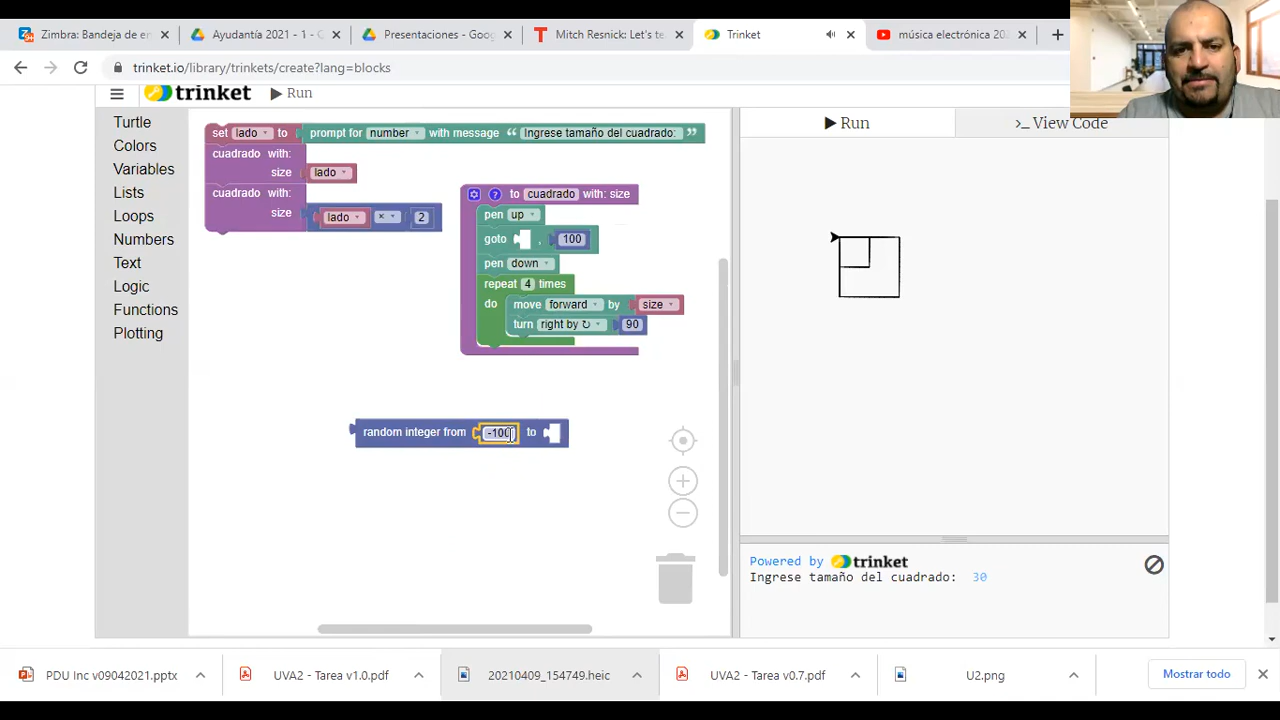 Zimbra: Bandeja de en
Ayudantía 2021 - 1 - G
Presentaciones - Goog
Mitch Resnick: Let's te
Trinket
música electrónica 202
trinket.io/library/trinkets/create?lang=blocks
trinket
Run
Turtle
Colors
Variables
Lists
Loops
Numbers
Text
Logic
Functions
Plotting
set lado to prompt for number with message “ Ingrese tamaño del cuadrado: ”
cuadrado with:
size lado
cuadrado with:
size lado × 2
? to cuadrado with: size
pen up
goto , 100
pen down
repeat 4 times
do move forward by size
turn right by ↻ 90
random integer from -100 to
Run
>_ View Code
Powered by trinket
Ingrese tamaño del cuadrado: 30
PDU Inc v09042021.pptx
UVA2 - Tarea v1.0.pdf
20210409_154749.heic
UVA2 - Tarea v0.7.pdf
U2.png
Mostrar todo